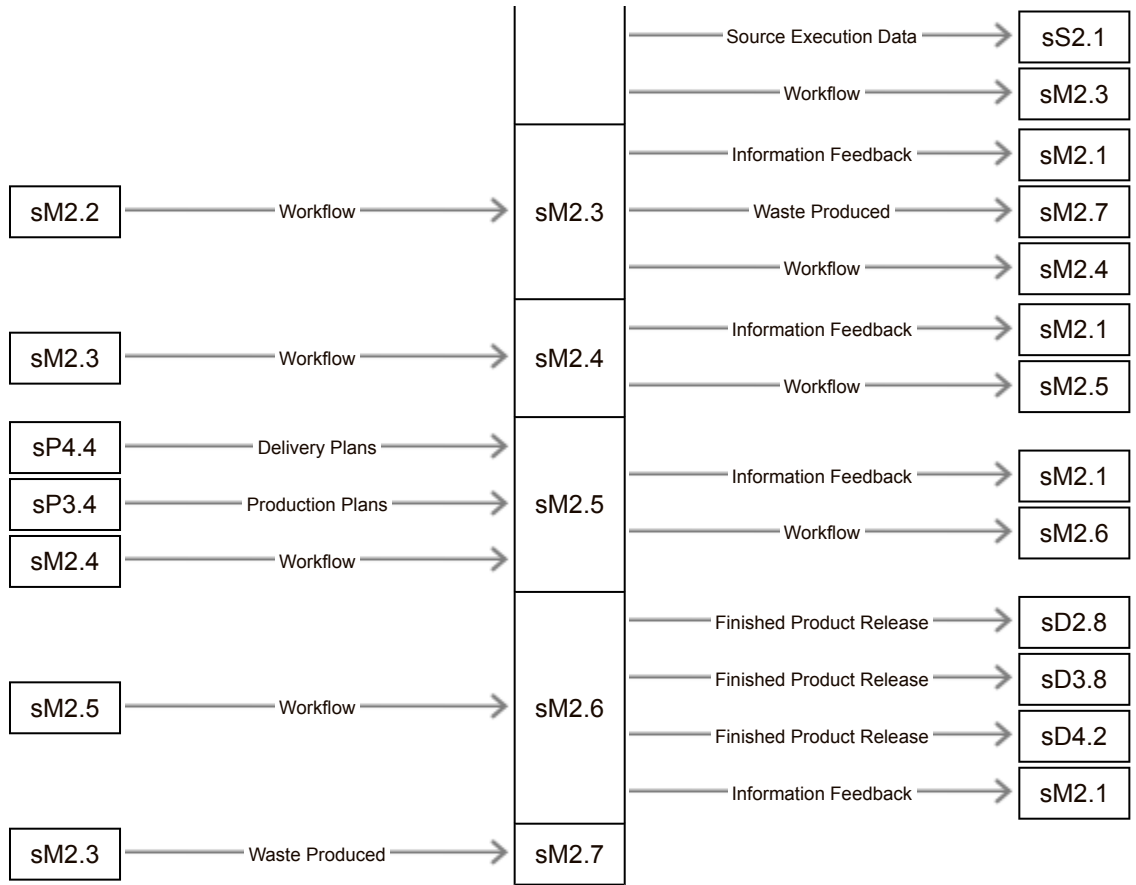 Source Execution Data sS2.1
Workflow sM2.3
Information Feedback sM2.1
sM2.2 Workflow sM2.3 Waste Produced sM2.7
Workflow sM2.4
Information Feedback sM2.1
sM2.3 Workflow sM2.4
Workflow sM2.5
sP4.4 Delivery Plans
Information Feedback sM2.1
sP3.4 Production Plans sM2.5
Workflow sM2.6
sM2.4 Workflow
Finished Product Release sD2.8
Finished Product Release sD3.8
sM2.5 Workflow sM2.6
Finished Product Release sD4.2
Information Feedback sM2.1
sM2.3 Waste Produced sM2.7